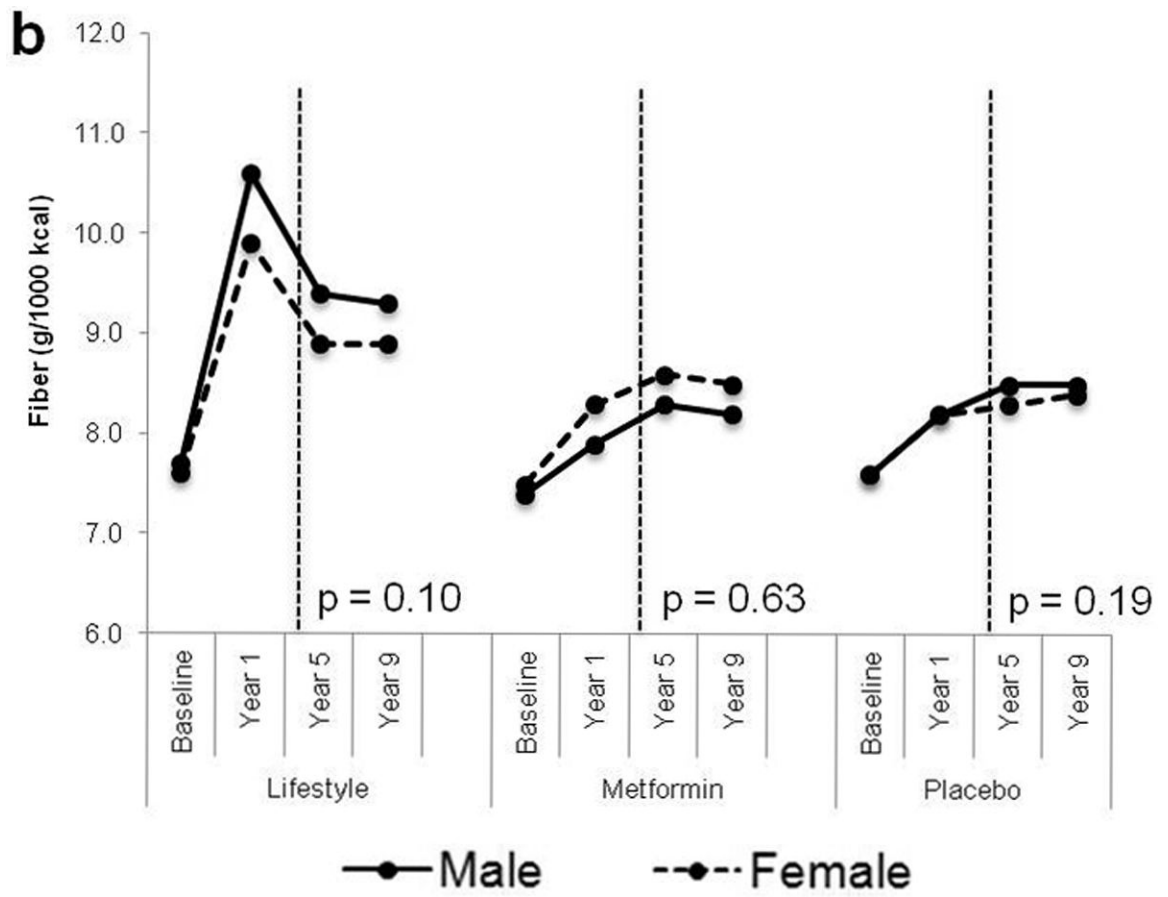 b
12.0
11.0
10.0
9.0
8.0
7.0
6.0
Fiber (g/1000 kcal)
p = 0.10
p = 0.63
p = 0.19
Baseline
Year 1
Year 5
Year 9
Baseline
Year 1
Year 5
Year 9
Baseline
Year 1
Year 5
Year 9
Lifestyle
Metformin
Placebo
Male
Female